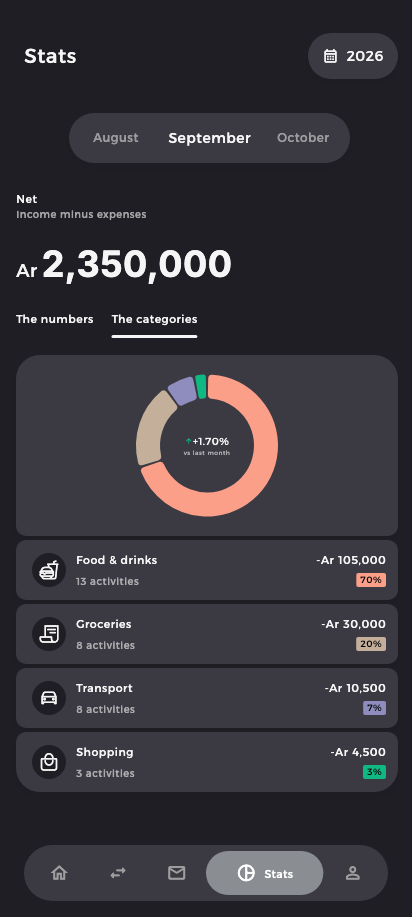 Stats
2026
August September October
Net
Income minus expenses
Ar 2,350,000
The numbers The categories
↑+1.70%
vs last month
Food & drinks -Ar 105,000
13 activities 70%
Groceries -Ar 30,000
8 activities 20%
Transport -Ar 10,500
8 activities 7%
Shopping -Ar 4,500
3 activities 3%
Stats